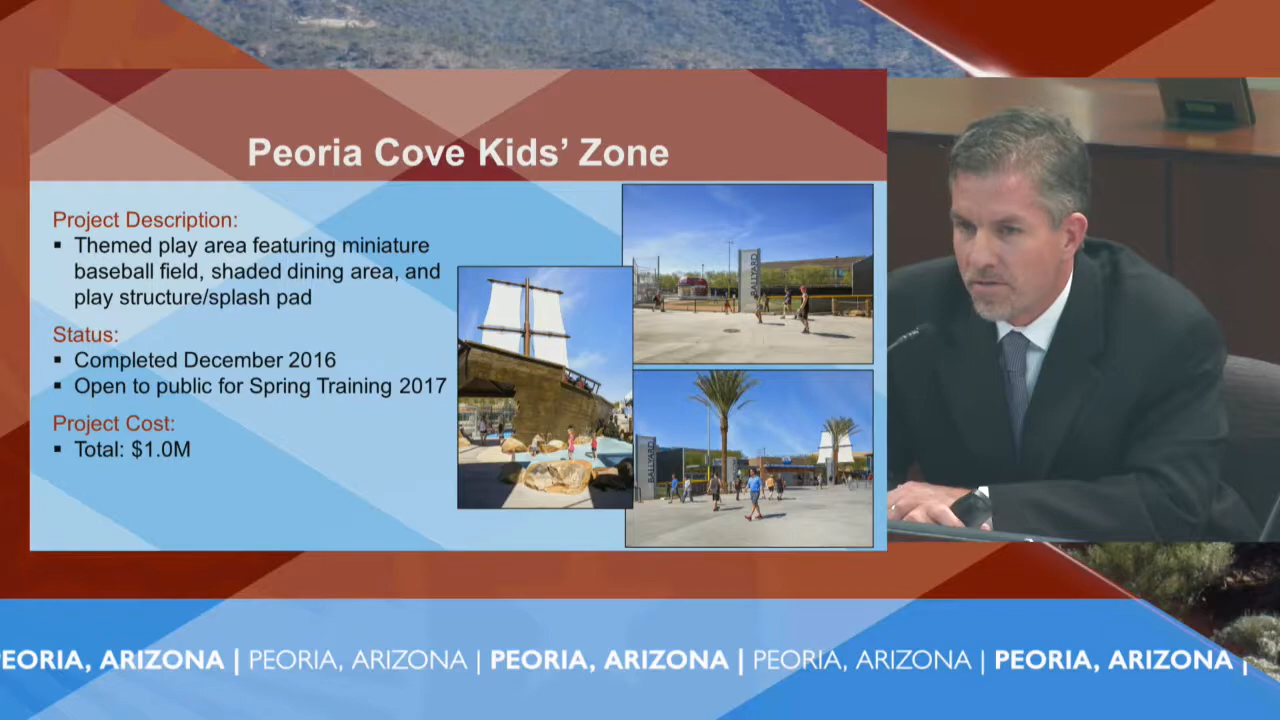 Peoria Cove Kids’ Zone
Project Description:
▪ Themed play area featuring miniature
baseball field, shaded dining area, and
play structure/splash pad
Status:
▪ Completed December 2016
▪ Open to public for Spring Training 2017
Project Cost:
▪ Total: $1.0M
BALLYARD
BALLYARD
PEORIA, ARIZONA | PEORIA, ARIZONA | PEORIA, ARIZONA | PEORIA, ARIZONA | PEORIA, ARIZONA |